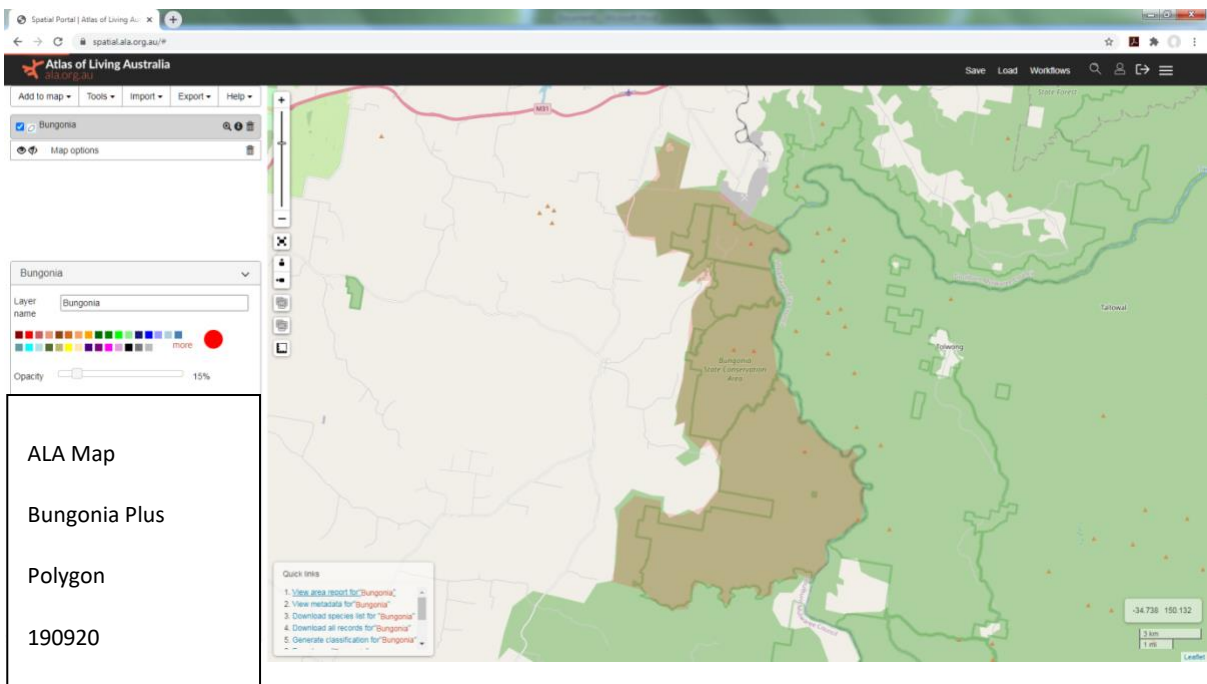 Spatial Portal | Atlas of Living Au
spatial.ala.org.au/#
Atlas of Living Australia
ala.org.au
Save Load Workflows
Add to map Tools Import Export Help
Bungonia
Map options
Bungonia
Layer name
Bungonia
more
Opacity
15%
ALA Map
Bungonia Plus
Polygon
190920
M31
State Forest
Tallowal
Tolwong
Bungonia
State Conservation
Area
Quick links
1. View area report for"Bungonia"
2. View metadata for"Bungonia"
3. Download species list for "Bungonia"
4. Download all records for"Bungonia"
5. Generate classification for"Bungonia"
-34.738 150.132
3 km
1 mi
Leaflet